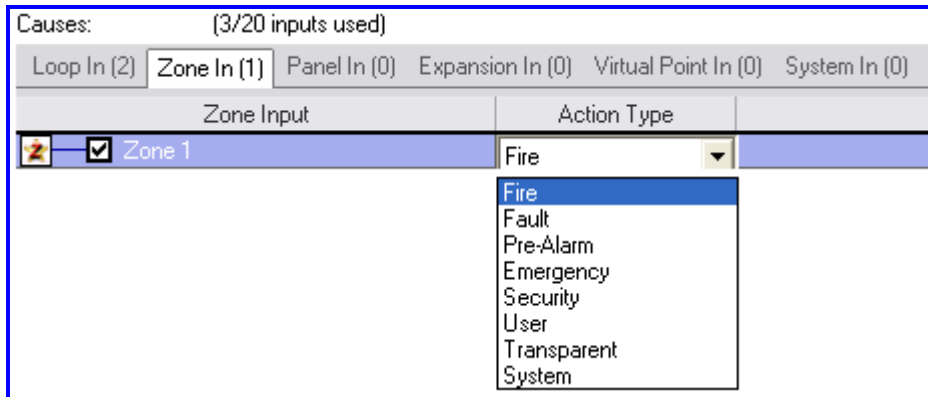 Causes: (3/20 inputs used)
Loop In (2) Zone In (1) Panel In (0) Expansion In (0) Virtual Point In (0) System In (0)
Zone Input Action Type
Z Zone 1 Fire
Fire
Fault
Pre-Alarm
Emergency
Security
User
Transparent
System